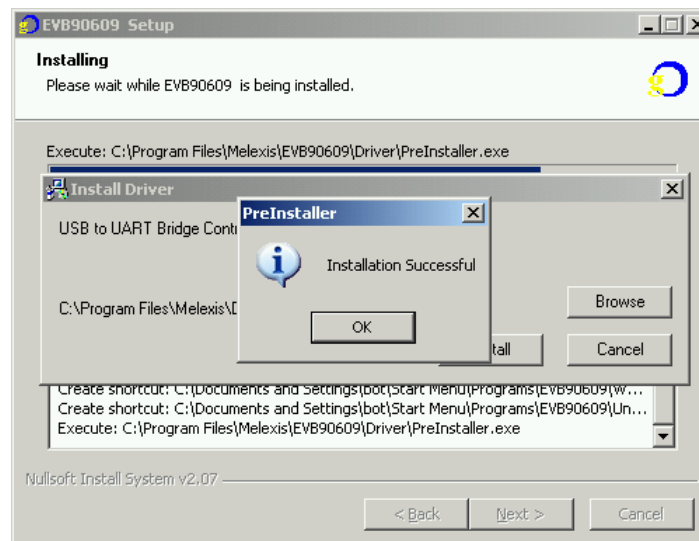 EVB90609 Setup
Installing
Please wait while EVB90609 is being installed.
Execute: C:\Program Files\Melexis\EVB90609\Driver\PreInstaller.exe
Install Driver
PreInstaller
USB to UART Bridge
Installation Successful
C:\Program Files\Melexis\
Browse
OK
Cancel
Create shortcut: C:\Documents and Settings\bot\Start Menu\Programs\EVB90609\W...
Create shortcut: C:\Documents and Settings\bot\Start Menu\Programs\EVB90609\Un...
Execute: C:\Program Files\Melexis\EVB90609\Driver\PreInstaller.exe
Nullsoft Install System v2.07
< Back
Next >
Cancel